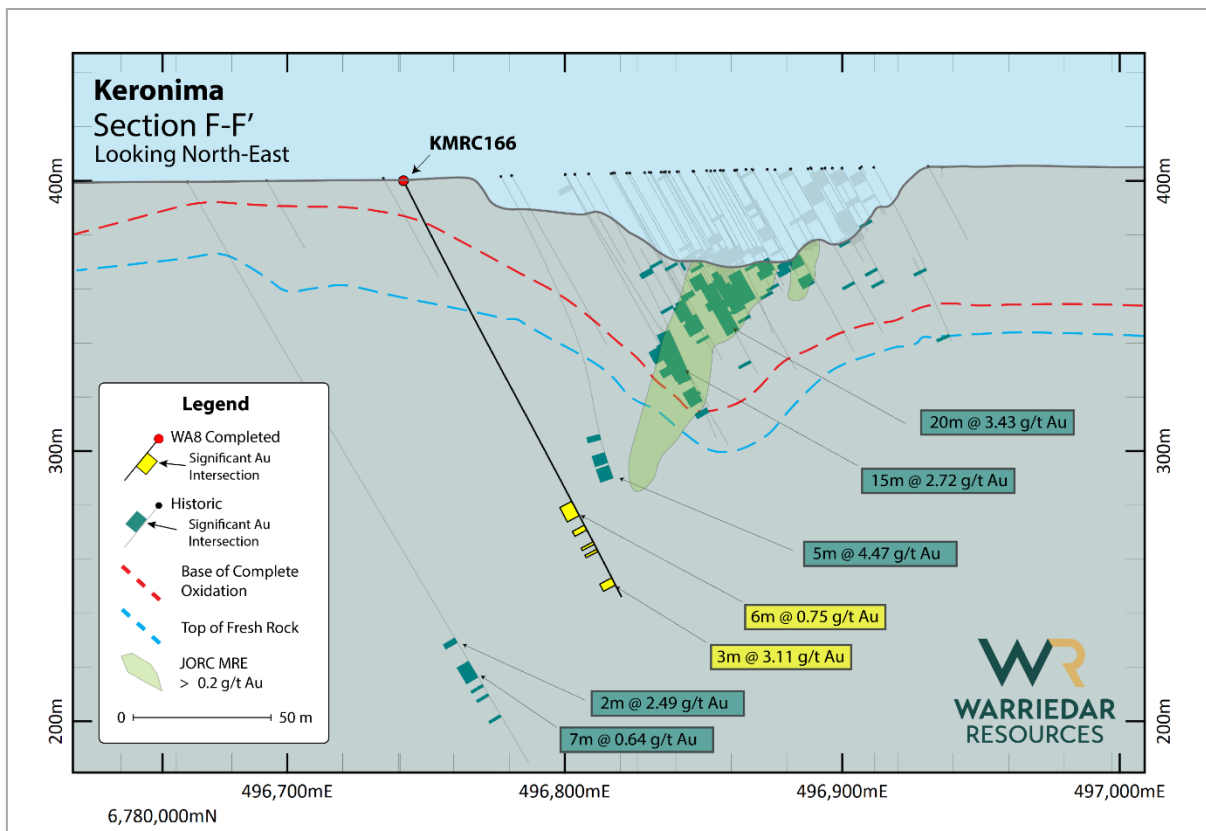 Keronima
Section F-F'
Looking North-East
KMRC166
400m
300m
200m
400m
300m
200m
Legend
WA8 Completed
Significant Au
Intersection
Historic
Significant Au
Intersection
Base of Complete
Oxidation
Top of Fresh Rock
JORC MRE
> 0.2 g/t Au
0
50 m
20m @ 3.43 g/t Au
15m @ 2.72 g/t Au
5m @ 4.47 g/t Au
6m @ 0.75 g/t Au
3m @ 3.11 g/t Au
2m @ 2.49 g/t Au
7m @ 0.64 g/t Au
WR
WARRIEDAR
RESOURCES
496,700mE
496,800mE
496,900mE
497,000mE
6,780,000mN